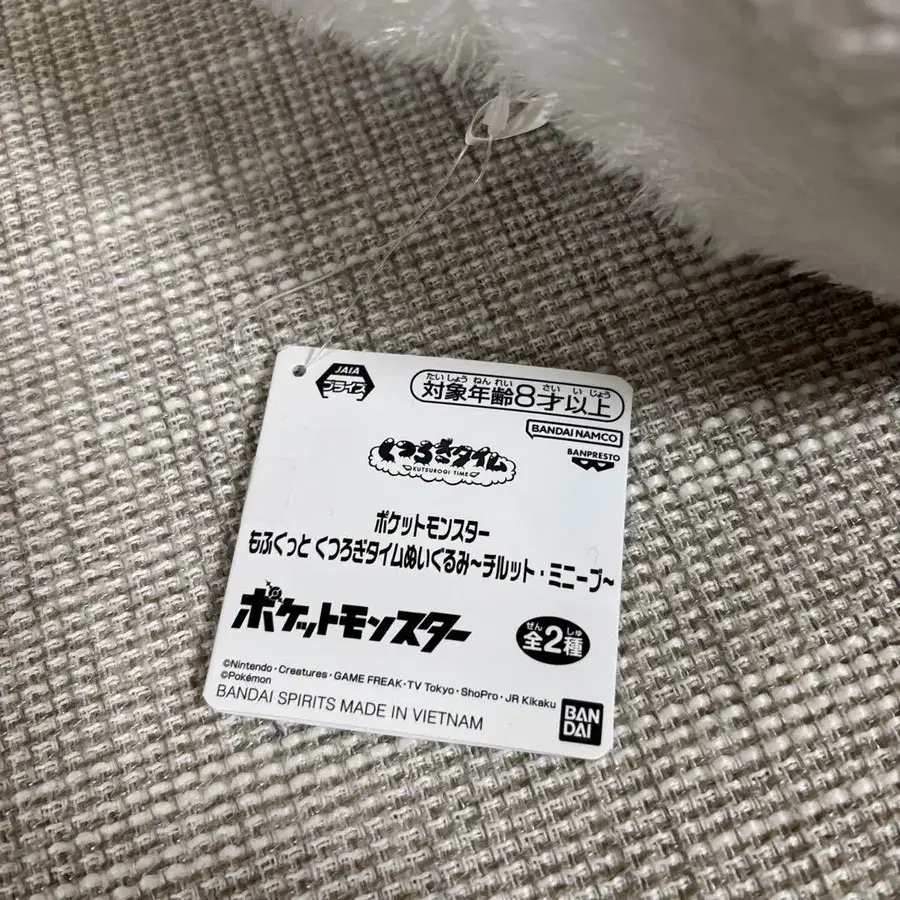 JAIA
プライズ
たいしょう ねん れい さい い じょう
対象年齢8才以上
BANDAI NAMCO
BANPRESTO
くつろぎタイム
KUTSUROGI TIME
ポケットモンスター
もふぐっと くつろぎタイムぬいぐるみ～チルット・ミニーブ～
ポケットモンスター
ぜん しゅ
全2種
©Nintendo・Creatures・GAME FREAK・TV Tokyo・ShoPro・JR Kikaku
©Pokémon
BANDAI SPIRITS MADE IN VIETNAM
BAN
DAI